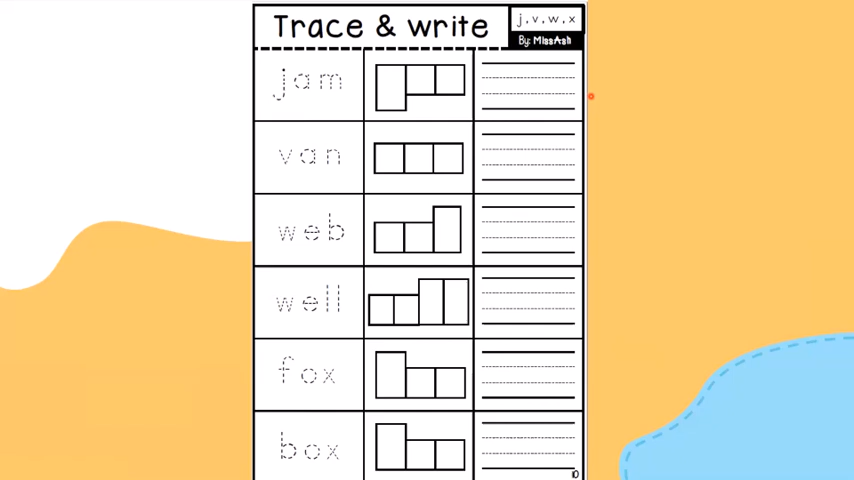 Trace & write
j,v,w,x
By: MissAsh
jam
van
web
well
fox
box
10